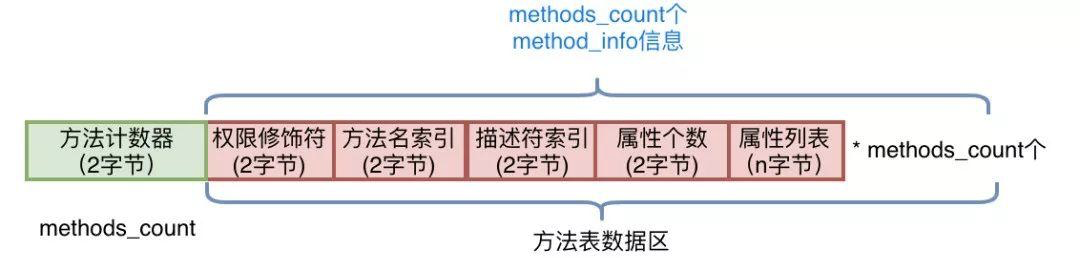 methods_count个
method_info信息
方法计数器
（2字节）
权限修饰符
(2字节)
方法名索引
(2字节)
描述符索引
(2字节)
属性个数
(2字节)
属性列表
（n字节）
* methods_count个
methods_count
方法表数据区